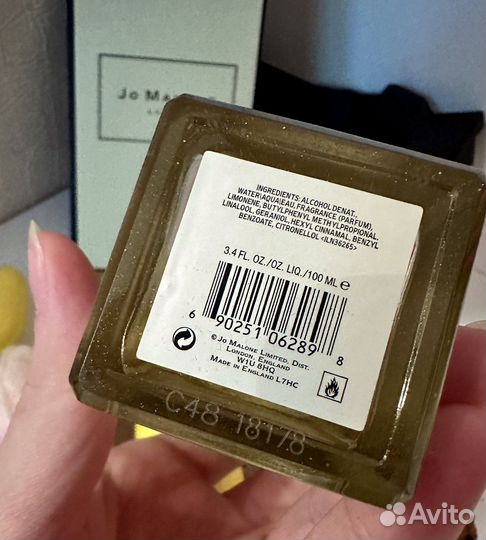 Jo Malone
INGREDIENTS: ALCOHOL DENAT.,
WATER\AQUA\EAU, FRAGRANCE (PARFUM),
LIMONENE, BUTYLPHENYL METHYLPROPIONAL,
LINALOOL, GERANIOL, HEXYL CINNAMAL, BENZYL
BENZOATE, CITRONELLOL <ILN36265>
3.4 FL. OZ./OZ. LIQ./100 ML ℮
6 90251 06289 8
© JO MALONE LIMITED, DIST.
LONDON, ENGLAND
W1U 8HQ
MADE IN ENGLAND L7HC
C48 18178
Avito